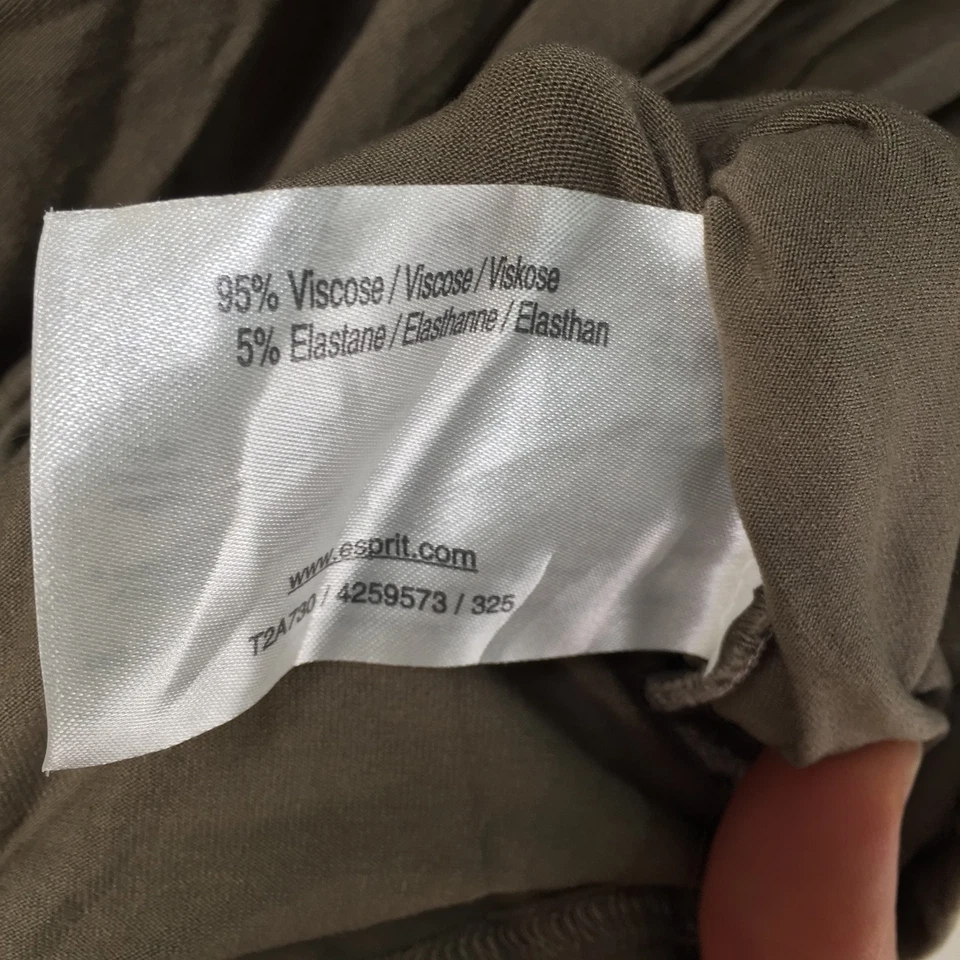 95% Viscose / Viscose / Viskose
5% Elastane / Elasthanne / Elasthan
www.esprit.com
T2A730 / 4259573 / 325